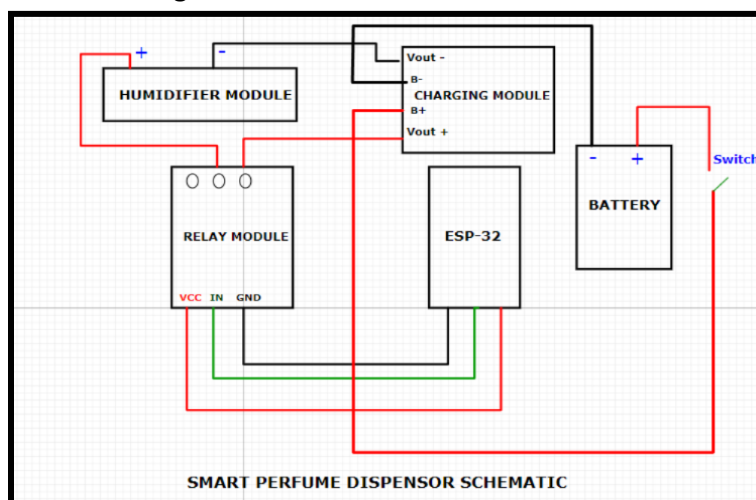 + -
HUMIDIFIER MODULE
Vout -
B-
CHARGING MODULE
B+
Vout +
- +
BATTERY
Switch
RELAY MODULE
VCC IN GND
ESP-32
SMART PERFUME DISPENSOR SCHEMATIC